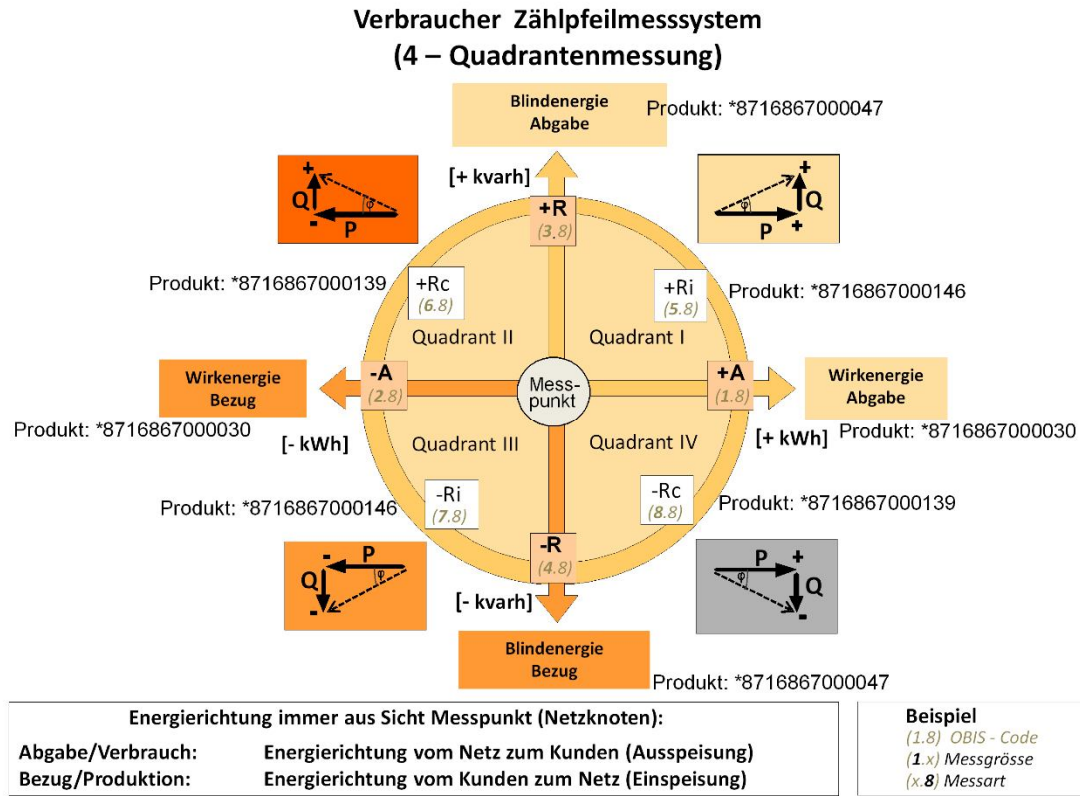 Verbraucher Zählpfeilmesssystem
(4 – Quadrantenmessung)
Blindenergie
Abgabe
Produkt: *8716867000047
[+ kvarh]
+
Q
φ
-
P
+
φ
Q
P
+
+R
(3.8)
Produkt: *8716867000139
+Rc
(6.8)
+Ri
(5.8)
Produkt: *8716867000146
Quadrant II
Quadrant I
Wirkenergie
Bezug
-A
(2.8)
Mess-
punkt
+A
(1.8)
Wirkenergie
Abgabe
Produkt: *8716867000030
[- kWh]
[+ kWh]
Produkt: *8716867000030
Quadrant III
Quadrant IV
Produkt: *8716867000146
-Ri
(7.8)
-Rc
(8.8)
Produkt: *8716867000139
-
P
Q
φ
-
-R
(4.8)
P
+
φ
Q
-
[- kvarh]
Blindenergie
Bezug
Produkt: *8716867000047
Energierichtung immer aus Sicht Messpunkt (Netzknoten):
Abgabe/Verbrauch: Energierichtung vom Netz zum Kunden (Ausspeisung)
Bezug/Produktion: Energierichtung vom Kunden zum Netz (Einspeisung)
Beispiel
(1.8) OBIS - Code
(1.x) Messgrösse
(x.8) Messart